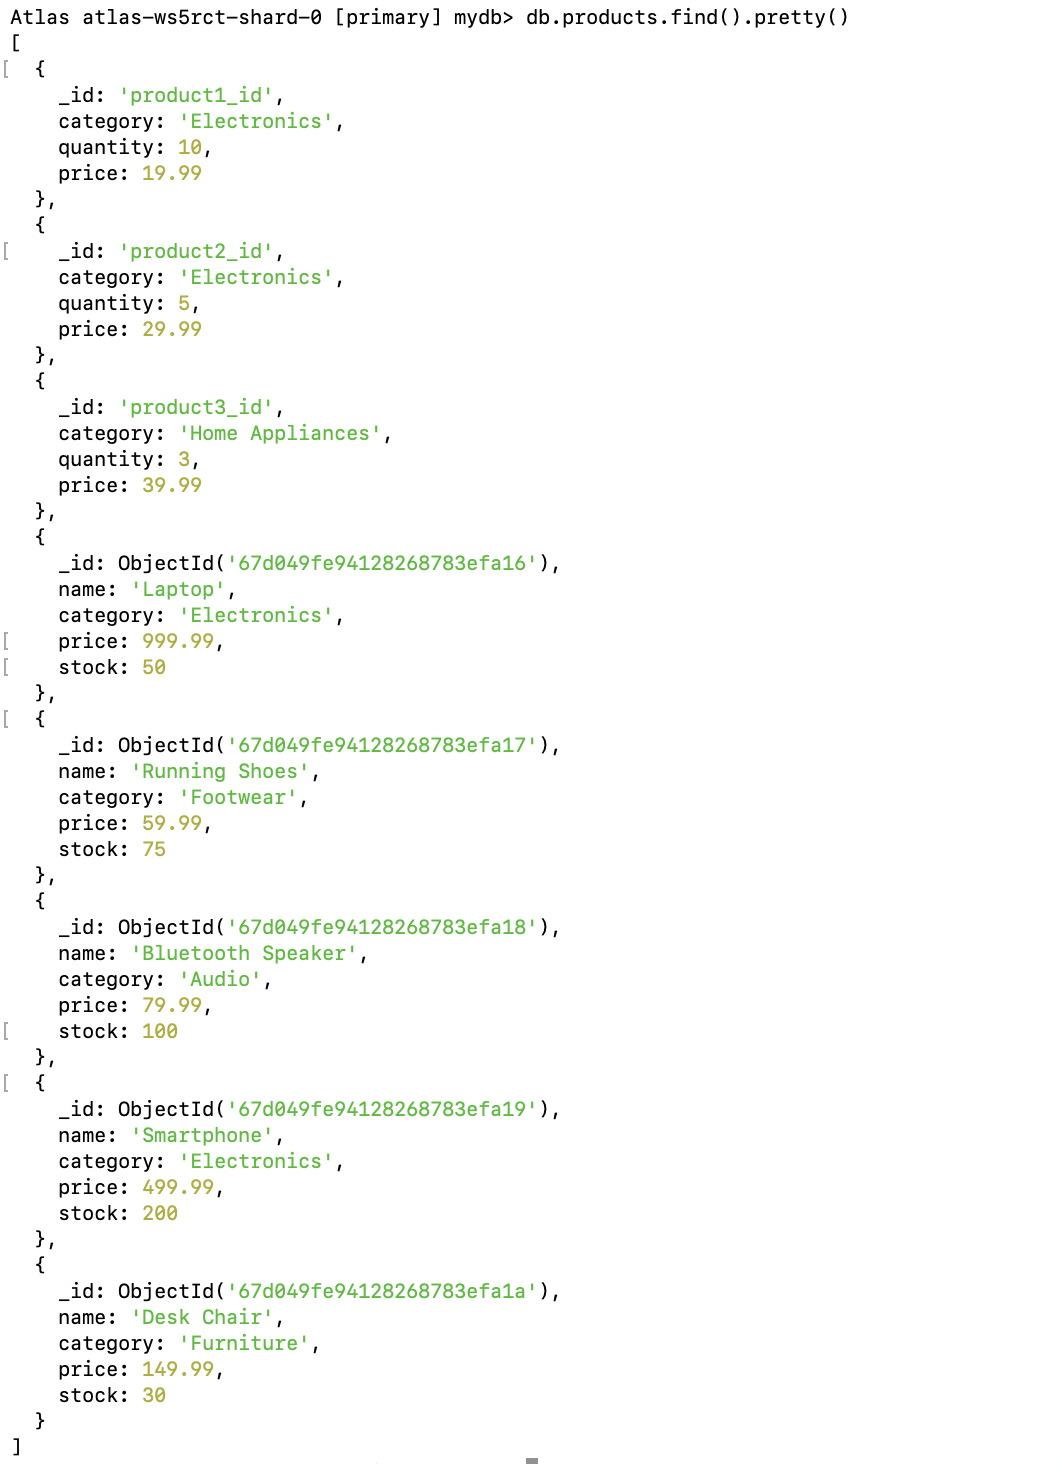 Atlas atlas-ws5rct-shard-0 [primary] mydb> db.products.find().pretty()
[
[ {
_id: 'product1_id',
category: 'Electronics',
quantity: 10,
price: 19.99
},
{
[ _id: 'product2_id',
category: 'Electronics',
quantity: 5,
price: 29.99
},
{
_id: 'product3_id',
category: 'Home Appliances',
quantity: 3,
price: 39.99
},
{
_id: ObjectId('67d049fe94128268783efa16'),
name: 'Laptop',
category: 'Electronics',
[ price: 999.99,
[ stock: 50
},
[ {
_id: ObjectId('67d049fe94128268783efa17'),
name: 'Running Shoes',
category: 'Footwear',
price: 59.99,
stock: 75
},
{
_id: ObjectId('67d049fe94128268783efa18'),
name: 'Bluetooth Speaker',
category: 'Audio',
price: 79.99,
[ stock: 100
},
[ {
_id: ObjectId('67d049fe94128268783efa19'),
name: 'Smartphone',
category: 'Electronics',
price: 499.99,
stock: 200
},
{
_id: ObjectId('67d049fe94128268783efa1a'),
name: 'Desk Chair',
category: 'Furniture',
price: 149.99,
stock: 30
}
]